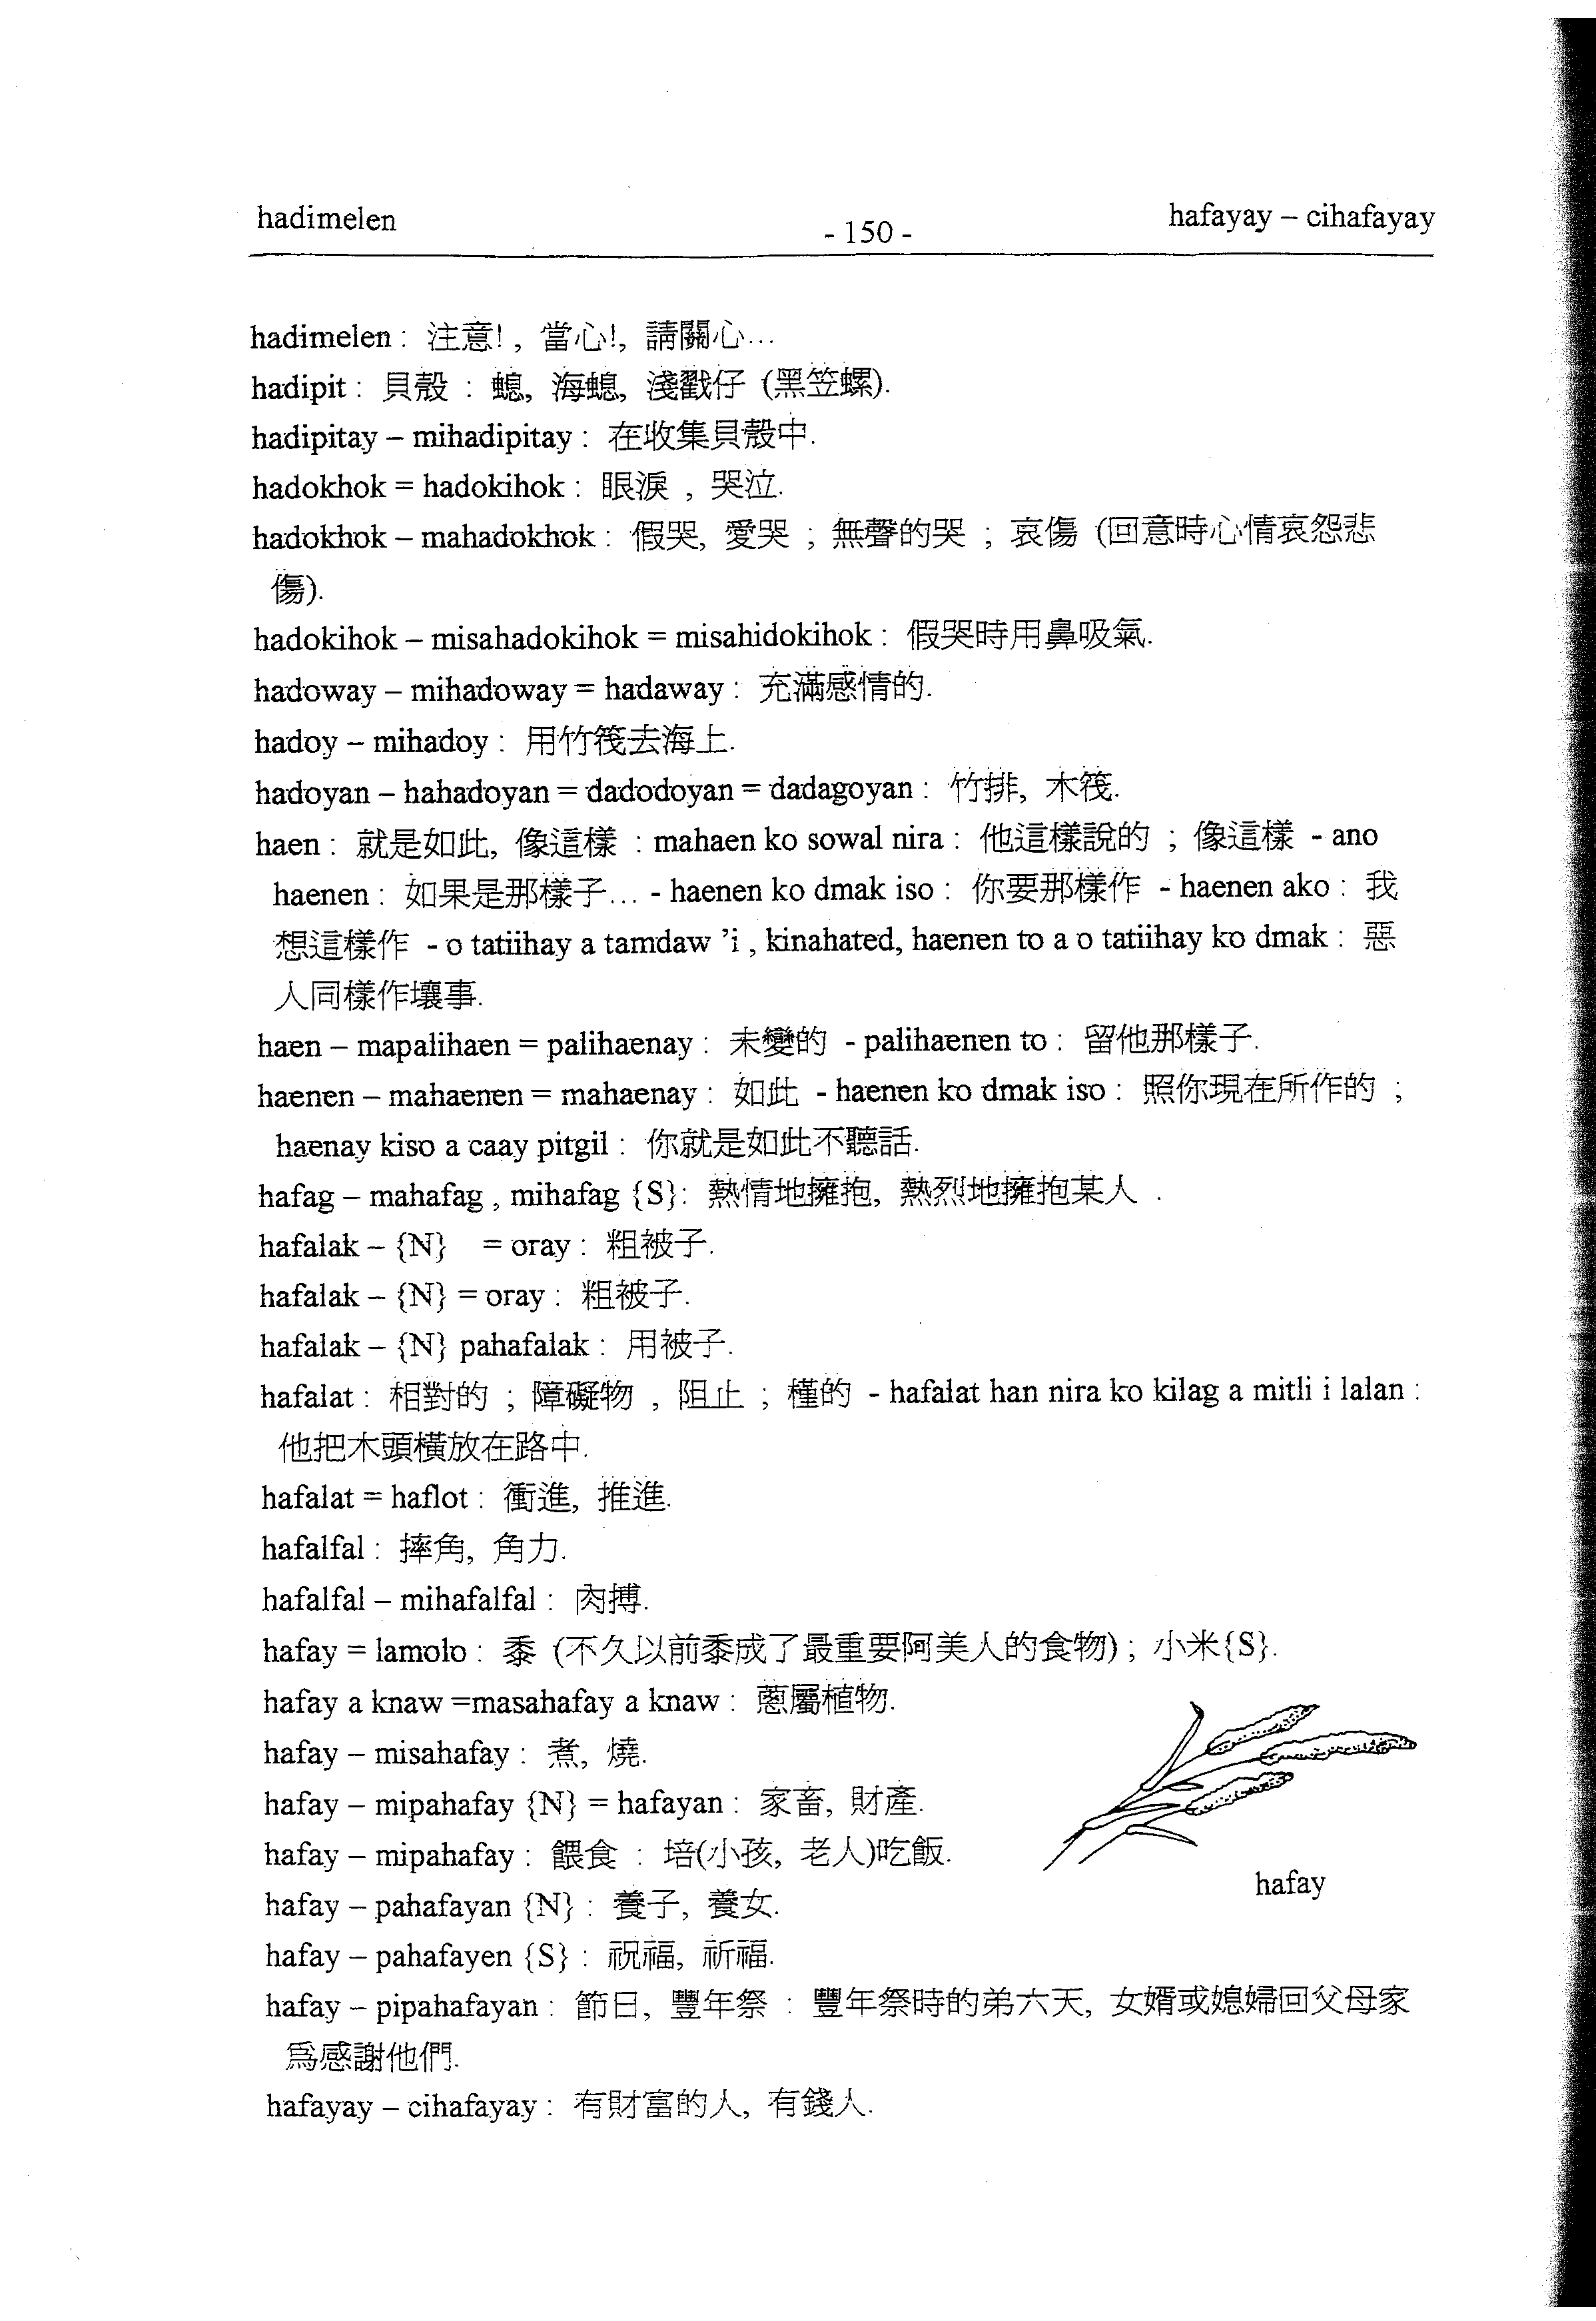 hadimelen
- 150 -
hafayay – cihafayay
hadimelen : 注意! , 當心!, 請關心...
hadipit : 貝殼 : 螅, 海螅, 淺戳仔 (黑笠螺).
hadipitay – mihadipitay : 在收集貝殼中.
hadokhok = hadokihok : 眼淚 , 哭泣.
hadokhok – mahadokhok : 假哭, 愛哭 ; 無聲的哭 ; 哀傷 (回意時心情哀怨悲
傷).
hadokihok – misahadokihok = misahidokihok : 假哭時用鼻吸氣.
hadoway – mihadoway = hadaway : 充滿感情的.
hadoy – mihadoy : 用竹筏去海上.
hadoyan – hahadoyan = dadodoyan = dadagoyan : 竹排, 木筏.
haen : 就是如此, 像這樣 : mahaen ko sowal nira : 他這樣說的 ; 像這樣 - ano
haenen : 如果是那樣子... - haenen ko dmak iso : 你要那樣作 - haenen ako : 我
想這樣作 - o tatiihay a tamdaw ’i , kinahated, haenen to a o tatiihay ko dmak : 惡
人同樣作壞事.
haen – mapalihaen = palihaenay : 未變的 - palihaenen to : 留他那樣子.
haenen – mahaenen = mahaenay : 如此 - haenen ko dmak iso : 照你現在所作的 ;
haenay kiso a caay pitgil : 你就是如此不聽話.
hafag – mahafag , mihafag {S}: 熱情地擁抱, 熱烈地擁抱某人 .
hafalak – {N} = oray : 粗被子.
hafalak – {N} = oray : 粗被子.
hafalak – {N} pahafalak : 用被子.
hafalat : 相對的 ; 障礙物 , 阻止 ; 槿的 - hafalat han nira ko kilag a mitli i lalan :
他把木頭橫放在路中.
hafalat = haflot : 衝進, 推進.
hafalfal : 摔角, 角力.
hafalfal – mihafalfal : 肉搏.
hafay = lamolo : 黍 (不久以前黍成了最重要阿美人的食物) ; 小米{S}.
hafay a knaw =masahafay a knaw : 蔥屬植物.
hafay – misahafay : 煮, 燒.
hafay – mipahafay {N} = hafayan : 家畜, 財產.
hafay – mipahafay : 餵食 : 培(小孩, 老人)吃飯.
hafay
hafay – pahafayan {N} : 養子, 養女.
hafay – pahafayen {S} : 祝福, 祈福.
hafay – pipahafayan : 節日, 豐年祭 : 豐年祭時的弟六天, 女婿或媳婦回父母家
爲感謝他們.
hafayay – cihafayay : 有財富的人, 有錢人.